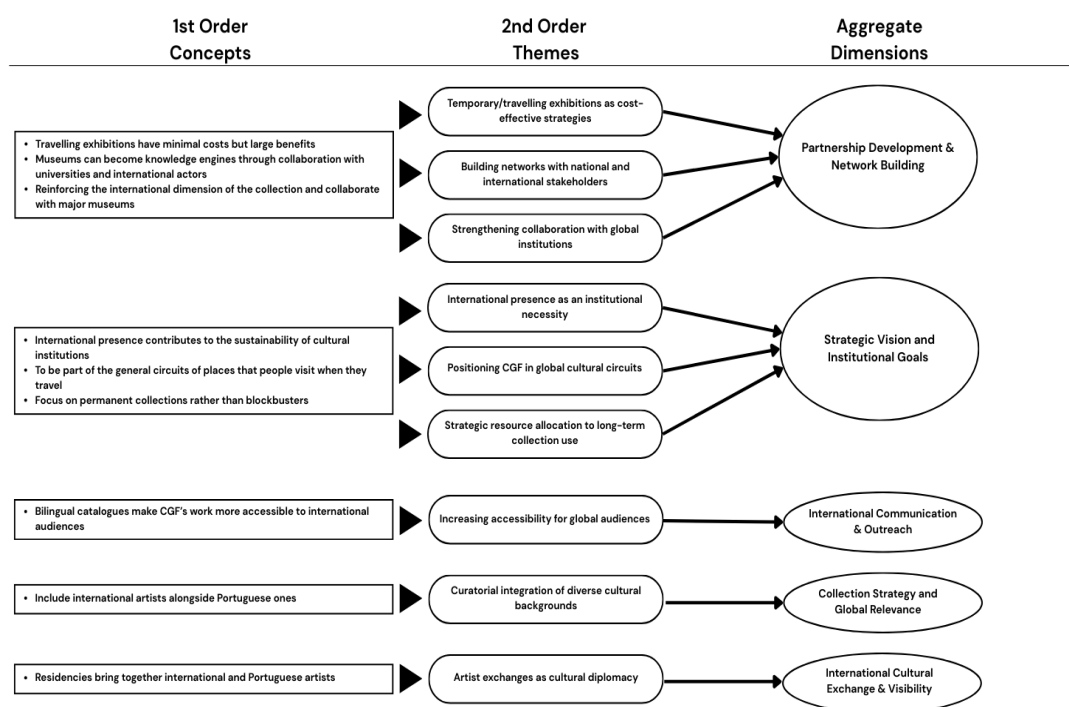 1st Order
Concepts
2nd Order
Themes
Aggregate
Dimensions
• Travelling exhibitions have minimal costs but large benefits
• Museums can become knowledge engines through collaboration with
universities and international actors
• Reinforcing the international dimension of the collection and collaborate
with major museums
Temporary/travelling exhibitions as cost-
effective strategies
Building networks with national and
international stakeholders
Strengthening collaboration with global
institutions
Partnership Development &
Network Building
• International presence contributes to the sustainability of cultural
institutions
• To be part of the general circuits of places that people visit when they
travel
• Focus on permanent collections rather than blockbusters
International presence as an institutional
necessity
Positioning CGF in global cultural circuits
Strategic resource allocation to long-term
collection use
Strategic Vision and
Institutional Goals
• Bilingual catalogues make CGF's work more accessible to international
audiences
Increasing accessibility for global audiences
International Communication
& Outreach
• Include international artists alongside Portuguese ones
Curatorial integration of diverse cultural
backgrounds
Collection Strategy and
Global Relevance
• Residencies bring together international and Portuguese artists
Artist exchanges as cultural diplomacy
International Cultural
Exchange & Visibility